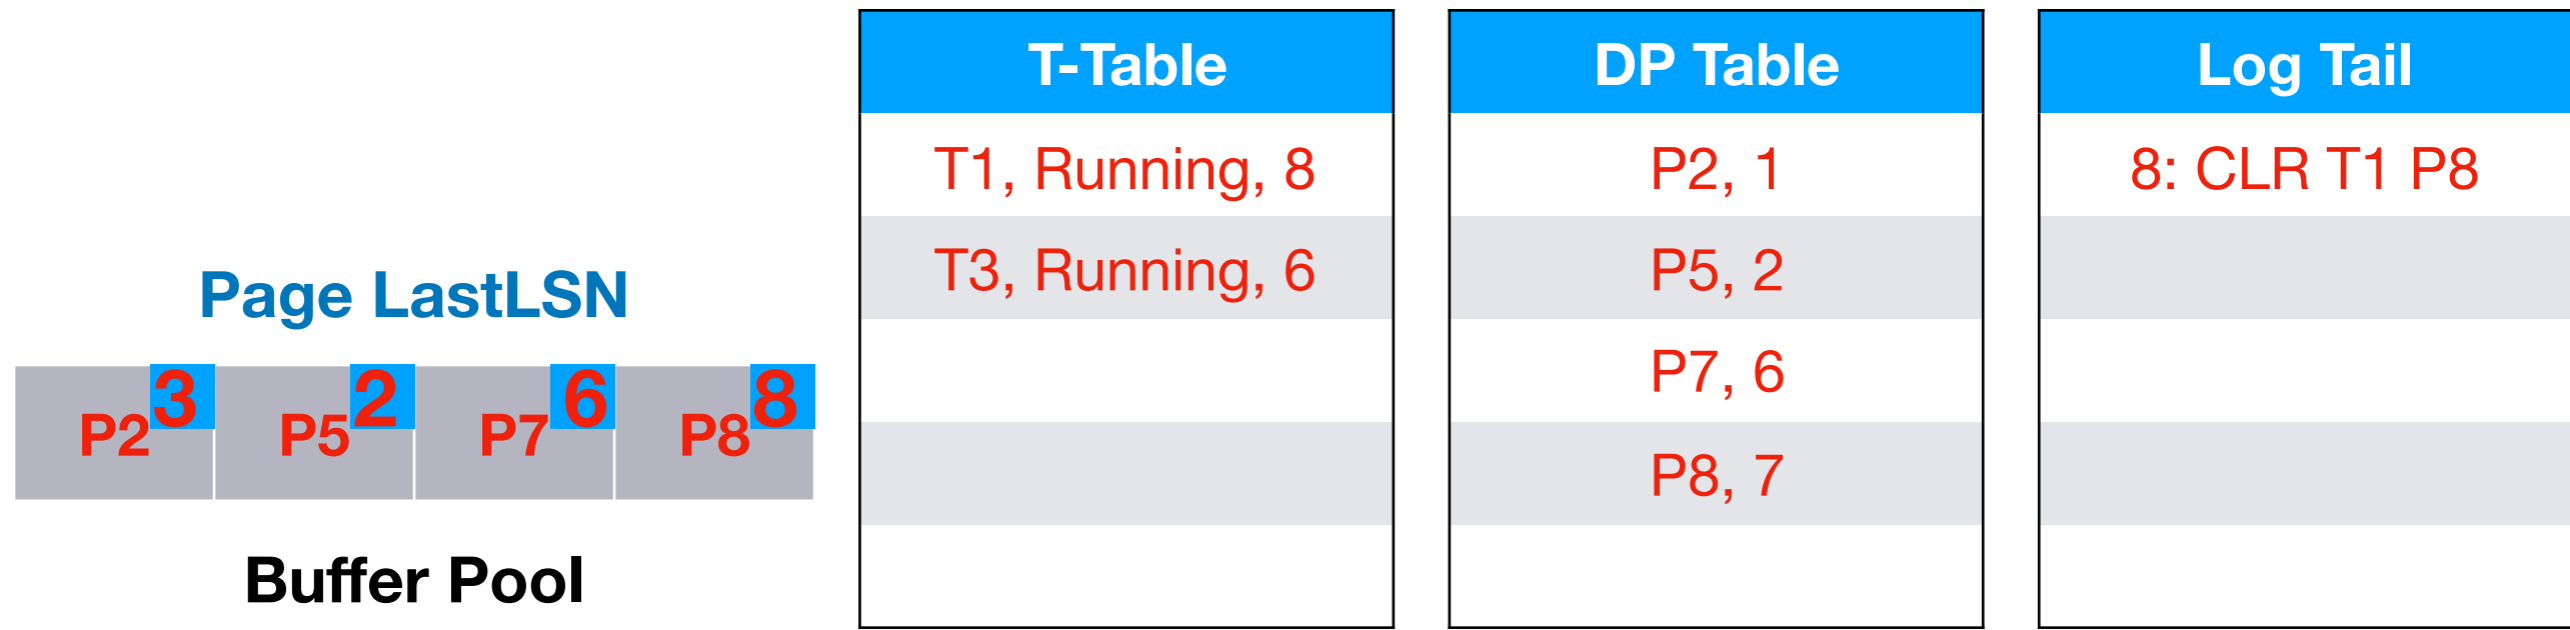 Page LastLSN
P2 3
P5 2
P7 6
P8 8
Buffer Pool
T-Table
T1, Running, 8
T3, Running, 6
DP Table
P2, 1
P5, 2
P7, 6
P8, 7
Log Tail
8: CLR T1 P8